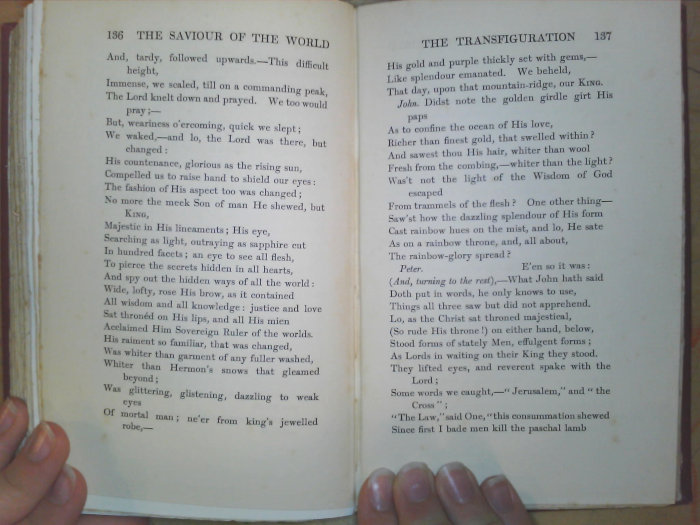 136 THE SAVIOUR OF THE WORLD
And, tardy, followed upwards.—This difficult
height,
Immense, we scaled, till on a commanding peak,
The Lord knelt down and prayed. We too would
pray;—
But, weariness o'ercoming, quick we slept;
We waked,—and lo, the Lord was there, but
changed:
His countenance, glorious as the rising sun,
Compelled us to raise hand to shield our eyes:
The fashion of His aspect too was changed;
No more the meek Son of man He shewed, but
KING,
Majestic in His lineaments; His eye,
Searching as light, outraying as sapphire cut
In hundred facets; an eye to see all flesh,
To pierce the secrets hidden in all hearts,
And spy out the hidden ways of all the world:
Wide, lofty, rose His brow, as it contained
All wisdom and all knowledge: justice and love
Sat thronéd on His lips, and all His mien
Acclaimed Him Sovereign Ruler of the worlds.
His raiment so familiar, that was changed,
Was whiter than garment of any fuller washed,
Whiter than Hermon's snows that gleamed
beyond;
Was glittering, glistening, dazzling to weak
eyes
Of mortal man; ne'er from king's jewelled
robe,—
THE TRANSFIGURATION 137
His gold and purple thickly set with gems,—
Like splendour emanated. We beheld,
That day, upon that mountain-ridge, our KING.
John. Didst note the golden girdle girt His
paps
As to confine the ocean of His love,
Richer than finest gold, that swelled within?
And sawest thou His hair, whiter than wool
Fresh from the combing,—whiter than the light?
Was't not the light of the Wisdom of God
escaped
From trammels of the flesh? One other thing—
Saw'st how the dazzling splendour of His form
Cast rainbow hues on the mist, and lo, He sate
As on a rainbow throne, and, all about,
The rainbow-glory spread?
Peter. E'en so it was:
(And, turning to the rest),—What John hath said
Doth put in words, he only knows to use,
Things all three saw but did not apprehend.
Lo, as the Christ sat throned majestical,
(So rude His throne!) on either hand, below,
Stood forms of stately Men, effulgent forms;
As Lords in waiting on their King they stood.
They lifted eyes, and reverent spake with the
Lord;
Some words we caught,—"Jerusalem," and "the
Cross";
"The Law," said One, "this consummation shewed
Since first I bade men kill the paschal lamb